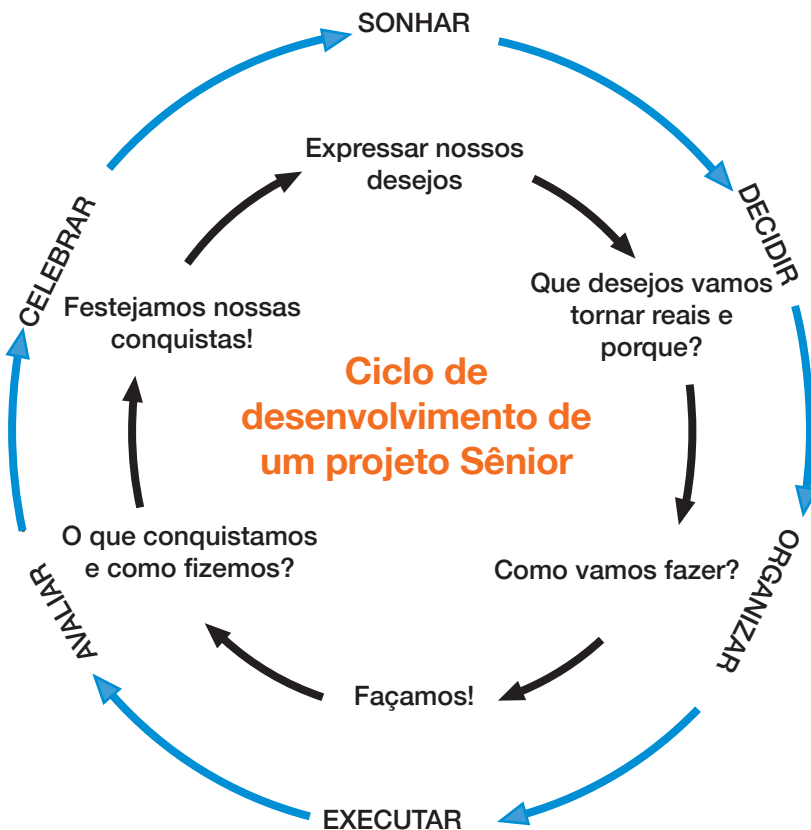 SONHAR
Expressar nossos
desejos
DECIDIR
Que desejos vamos
tornar reais e
porque?
CELEBRAR
Festejamos nossas
conquistas!
Ciclo de
desenvolvimento de
um projeto Sênior
O que conquistamos
e como fizemos?
Como vamos fazer?
ORGANIZAR
AVALIAR
Façamos!
EXECUTAR